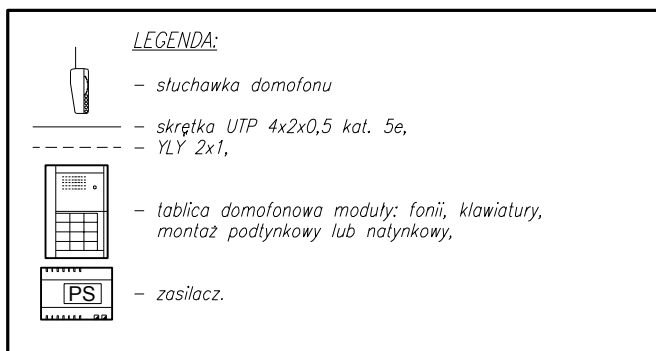 LEGENDA:
- słuchawka domofonu
- skrętka UTP 4x2x0,5 kat. 5e,
- YLY 2x1,
- tablica domofonowa moduły: fonii, klawiatury,
montaż podtynkowy lub natynkowy,
PS
- zasilacz.